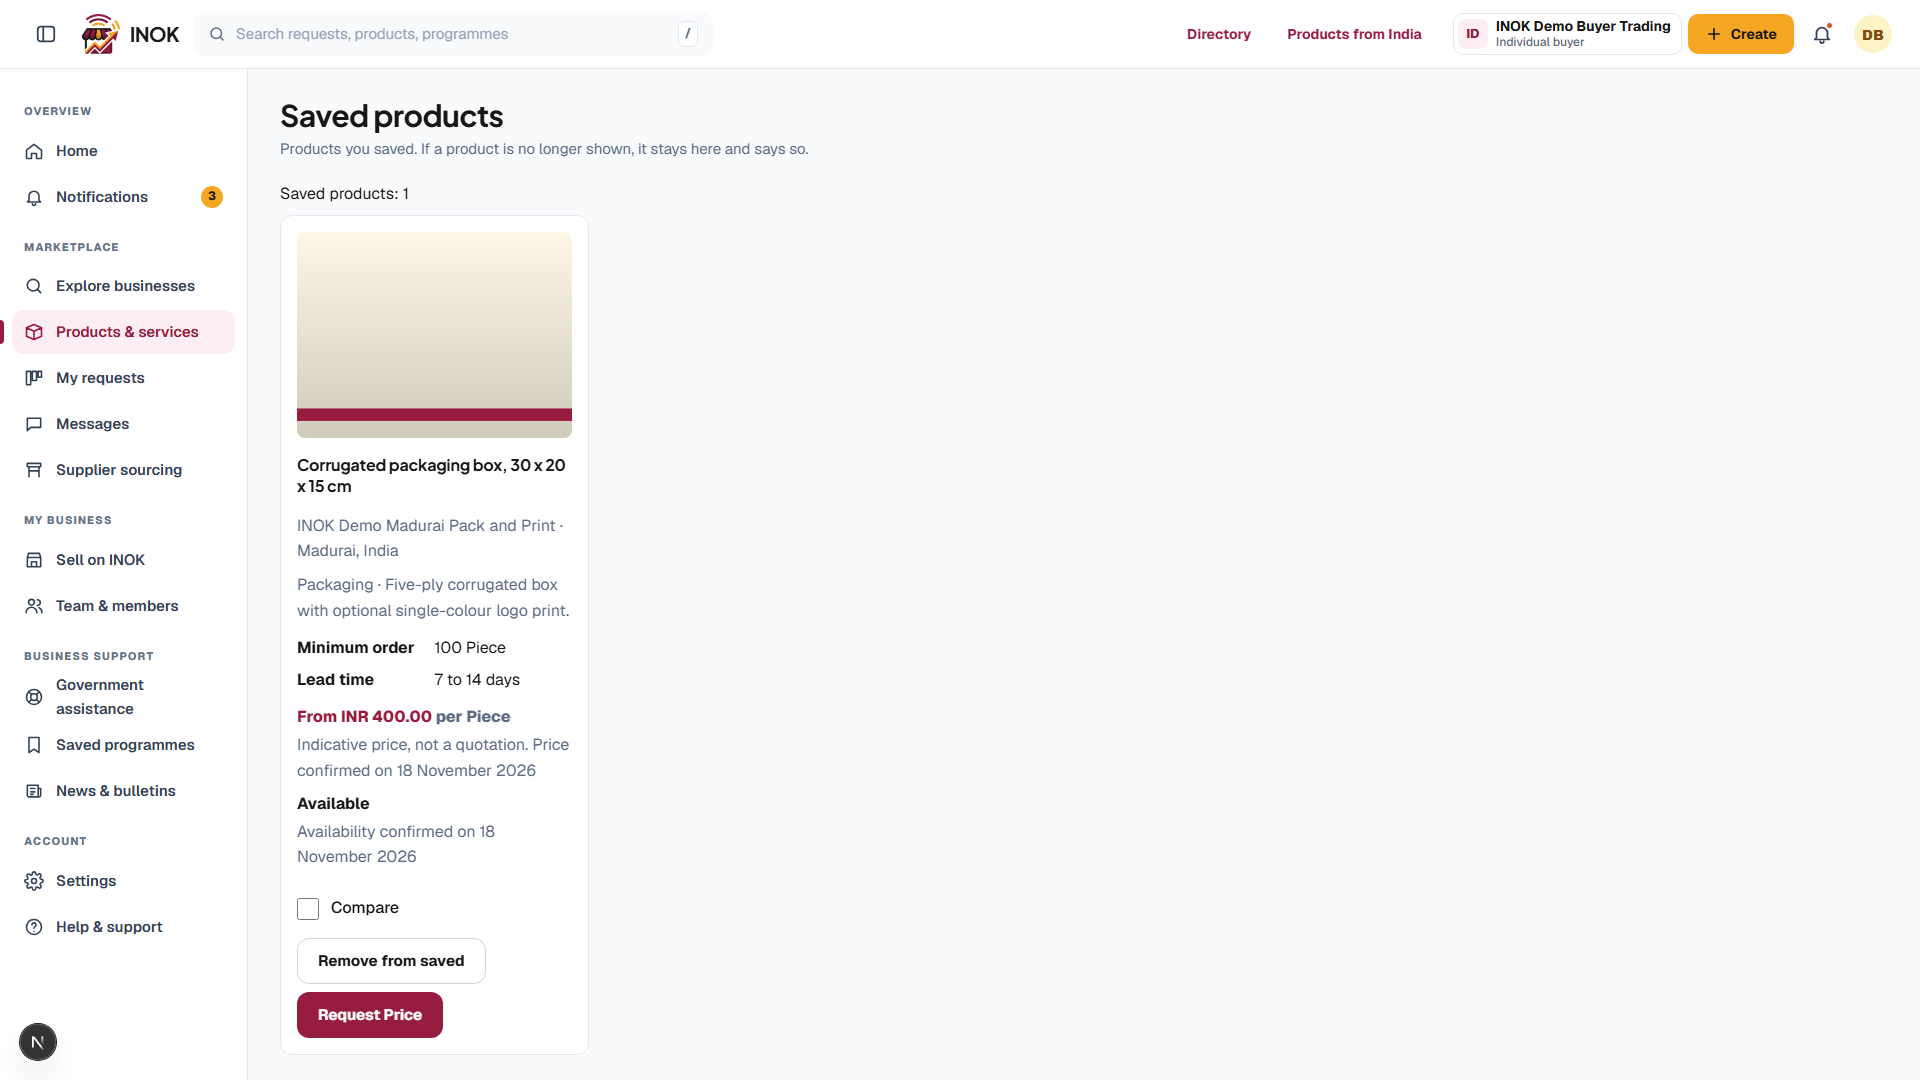 INOK
Search requests, products, programmes
/
Directory
Products from India
ID
INOK Demo Buyer Trading
Individual buyer
Create
DB
OVERVIEW
Home
Notifications
3
MARKETPLACE
Explore businesses
Products & services
My requests
Messages
Supplier sourcing
MY BUSINESS
Sell on INOK
Team & members
BUSINESS SUPPORT
Government
assistance
Saved programmes
News & bulletins
ACCOUNT
Settings
Help & support
N
Saved products
Products you saved. If a product is no longer shown, it stays here and says so.
Saved products: 1
Corrugated packaging box, 30 x 20
x 15 cm
INOK Demo Madurai Pack and Print ·
Madurai, India
Packaging · Five-ply corrugated box
with optional single-colour logo print.
Minimum order 100 Piece
Lead time 7 to 14 days
From INR 400.00 per Piece
Indicative price, not a quotation. Price
confirmed on 18 November 2026
Available
Availability confirmed on 18
November 2026
Compare
Remove from saved
Request Price